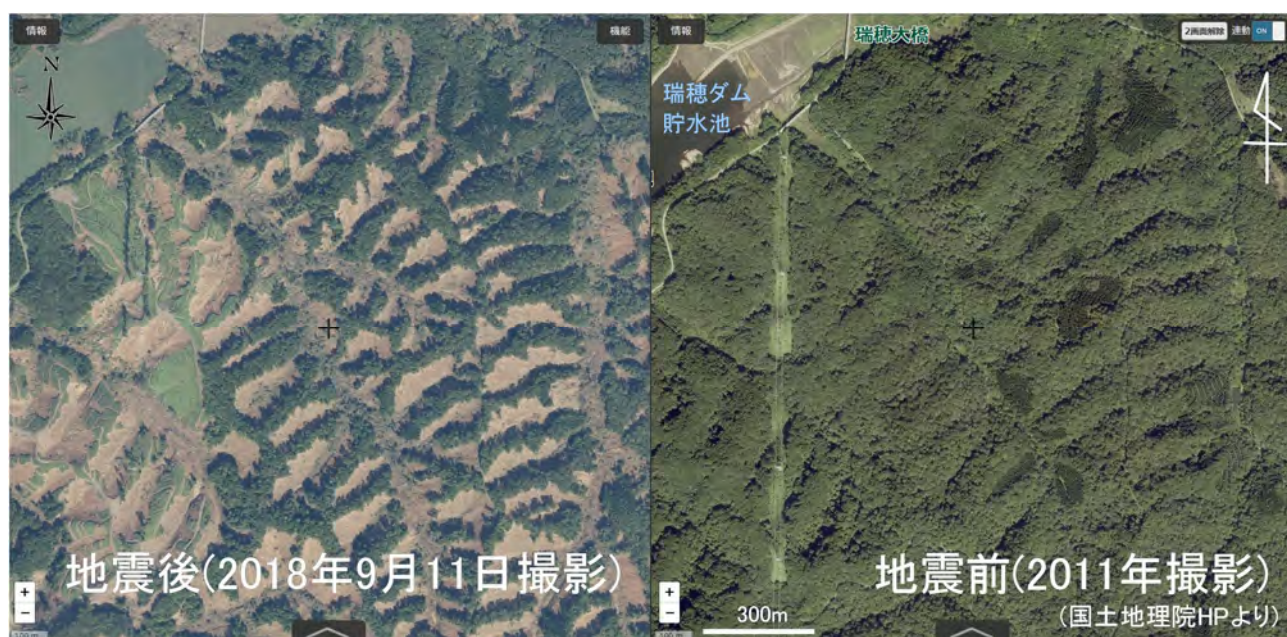 情報
機能
N
地震後(2018年9月11日撮影)
+
−
100 m
情報
瑞穂大橋
2画面解除 連動 ON
瑞穂ダム
貯水池
地震前(2011年撮影)
(国土地理院HPより)
+
−
300m
100 m